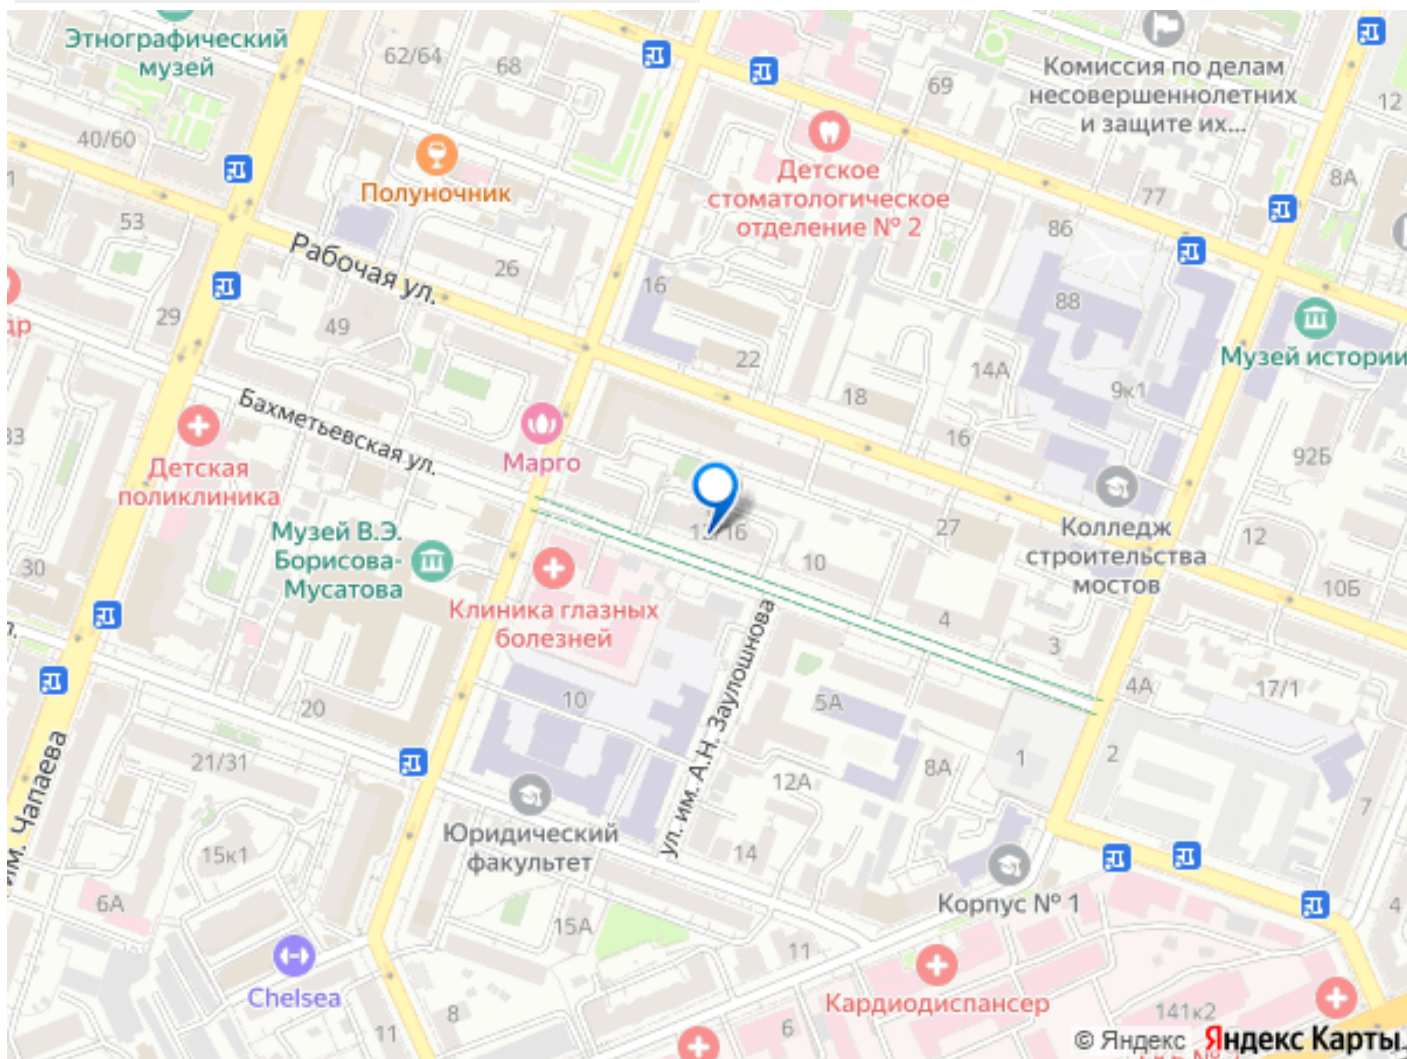 Этнографический
музей
62/64
68
69
Комиссия по делам
несовершеннолетних
и защите их...
12
40/60
Полуночник
Детское
стоматологическое
отделение № 2
8А
77
53
86
Рабочая ул.
26
16
88
29
49
22
14А
Музей истории
9к1
18
Бахметьевская ул.
16
Марго
92Б
Детская
поликлиника
27
Колледж
строительства
мостов
12
Музей В.Э.
Борисова-
Мусатова
10
30
10Б
Клиника глазных
болезней
4
3
ул. им. А.Н. Заулошнова
4А
17/1
10
5А
20
21/31
1
2
8А
12А
им. Чапаева
7
Юридический
факультет
14
15к1
Корпус № 1
6А
4
15А
11
Chelsea
Кардиодиспансер
8
141к2
11
6
© Яндекс Яндекс Карты